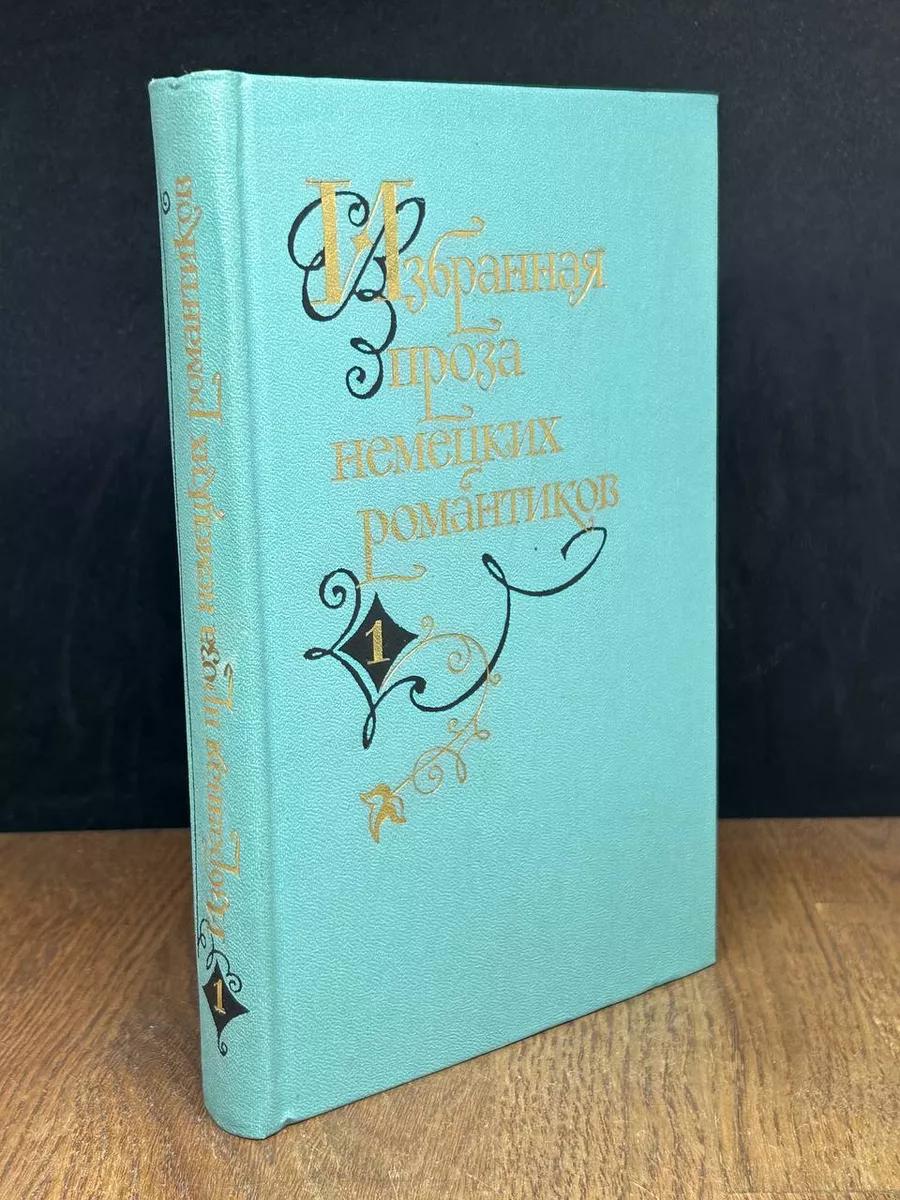 Избранная
проза
немецких
романтиков
1
Избранная проза немецких романтиков
1